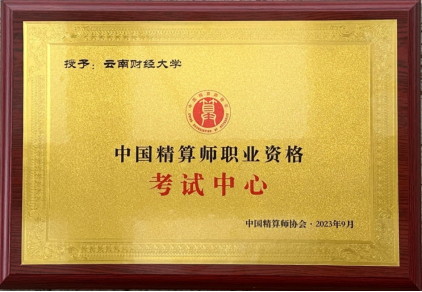 授予：云南财经大学
中国精算师职业资格
考试中心
中国精算师协会·2023年9月